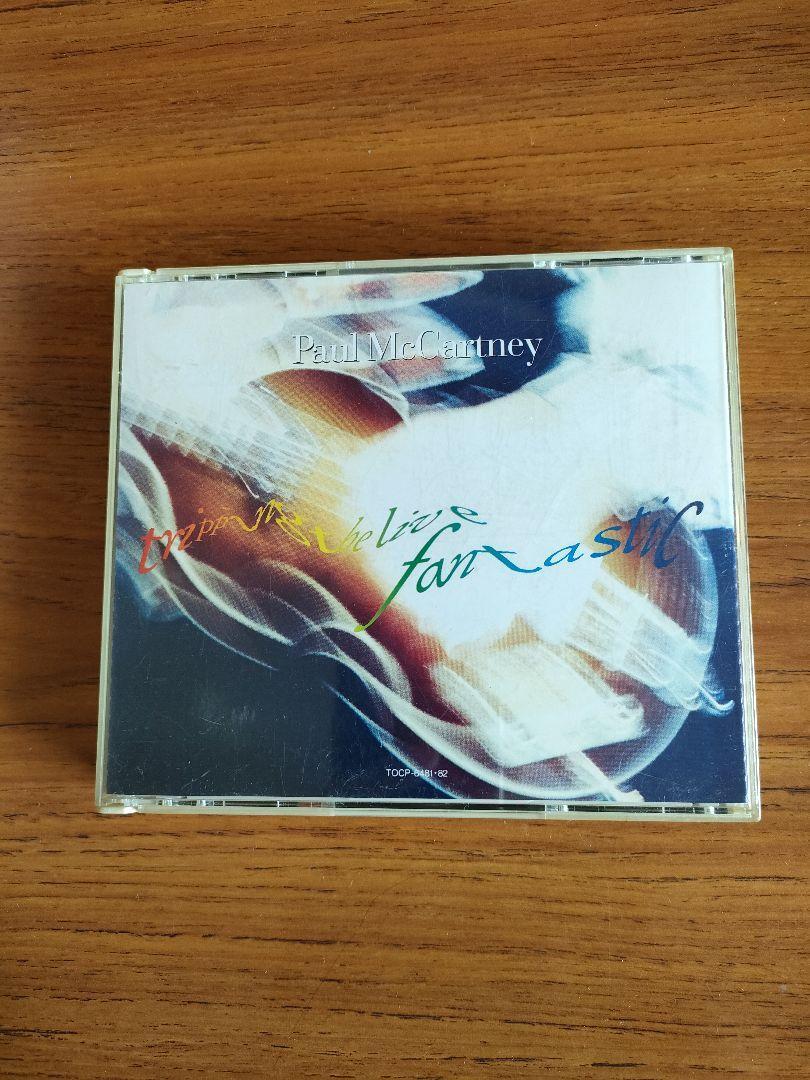 Paul McCartney
tripping the live
fantastic
TOCP-6481·82